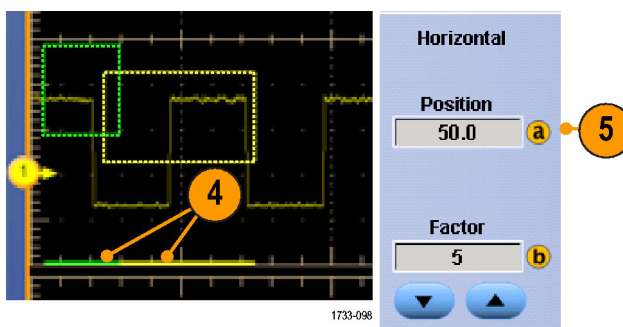 1
4
1733-098
Horizontal
Position
50.0 a
5
Factor
5 b